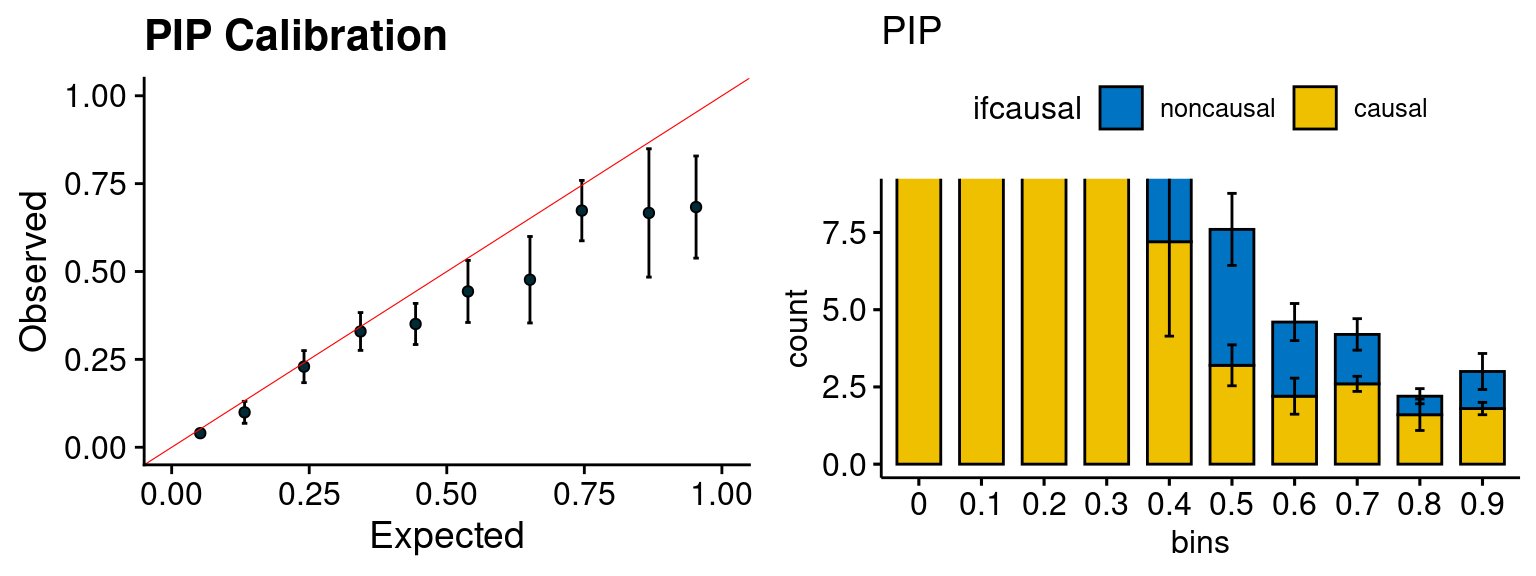 PIP Calibration
1.00
0.75
0.50
0.25
0.00
Observed
0.00 0.25 0.50 0.75 1.00
Expected
PIP
ifcausal noncausal causal
7.5
5.0
2.5
0.0
count
0 0.1 0.2 0.3 0.4 0.5 0.6 0.7 0.8 0.9
bins